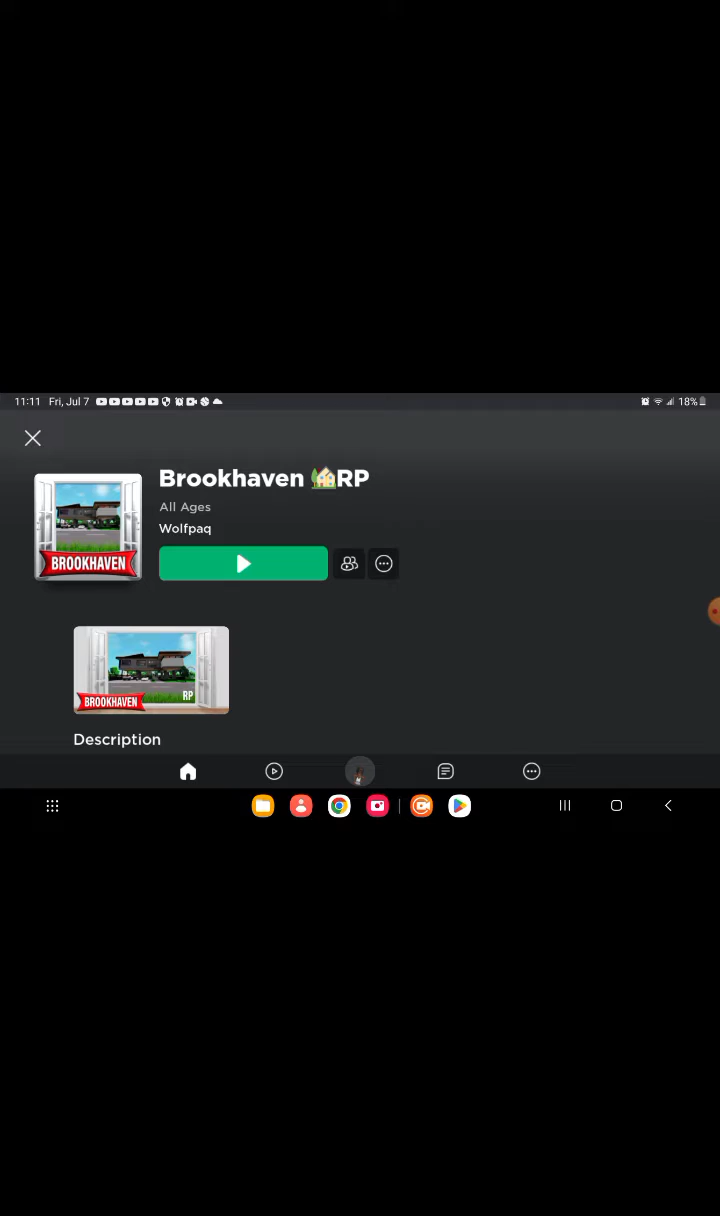 11:11 Fri, Jul 7 18%
Brookhaven 🏡RP
All Ages
Wolfpaq
BROOKHAVEN
BROOKHAVEN RP
Description